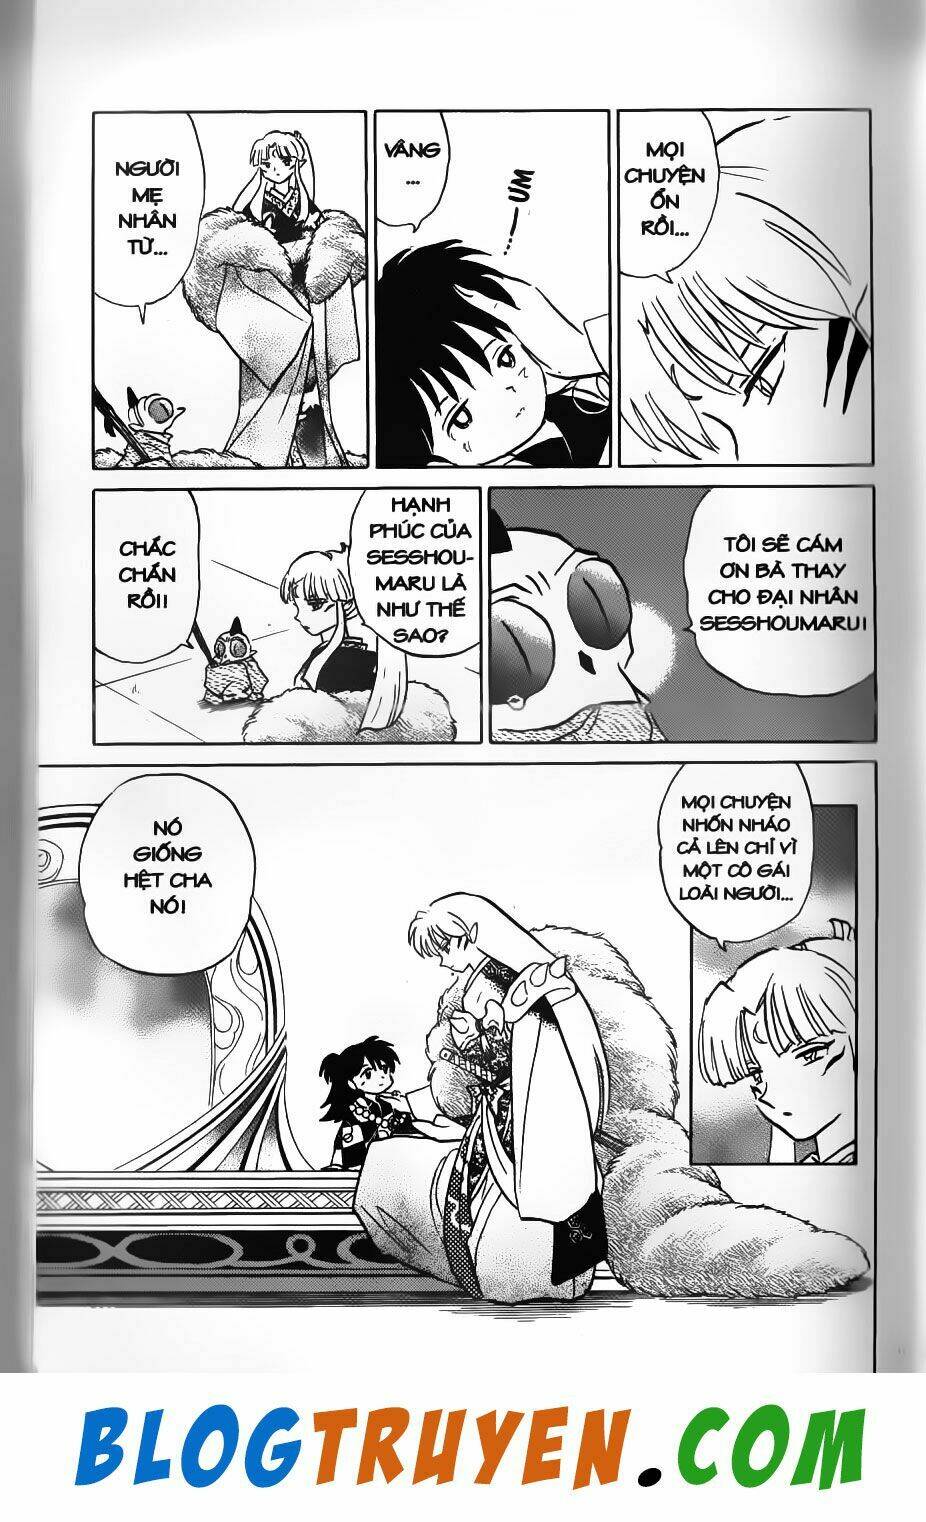 MỌI
CHUYỆN
ỔN
RỒI...
ƯM
VÂNG
...
NGƯỜI
MẸ
NHÂN
TỪ...
TÔI SẼ CÁM
ƠN BÀ THAY
CHO ĐẠI NHÂN
SESSHOUMARU!
HẠNH
PHÚC CỦA
SESSHOU-
MARU LÀ
NHƯ THẾ
SAO?
CHẮC
CHẮN
RỒI!
MỌI CHUYỆN
NHỐN NHÁO
CẢ LÊN CHỈ VÌ
MỘT CÔ GÁI
LOÀI NGƯỜI...
NÓ
GIỐNG
HỆT CHA
NÓ!
BLOGTRUYEN.COM